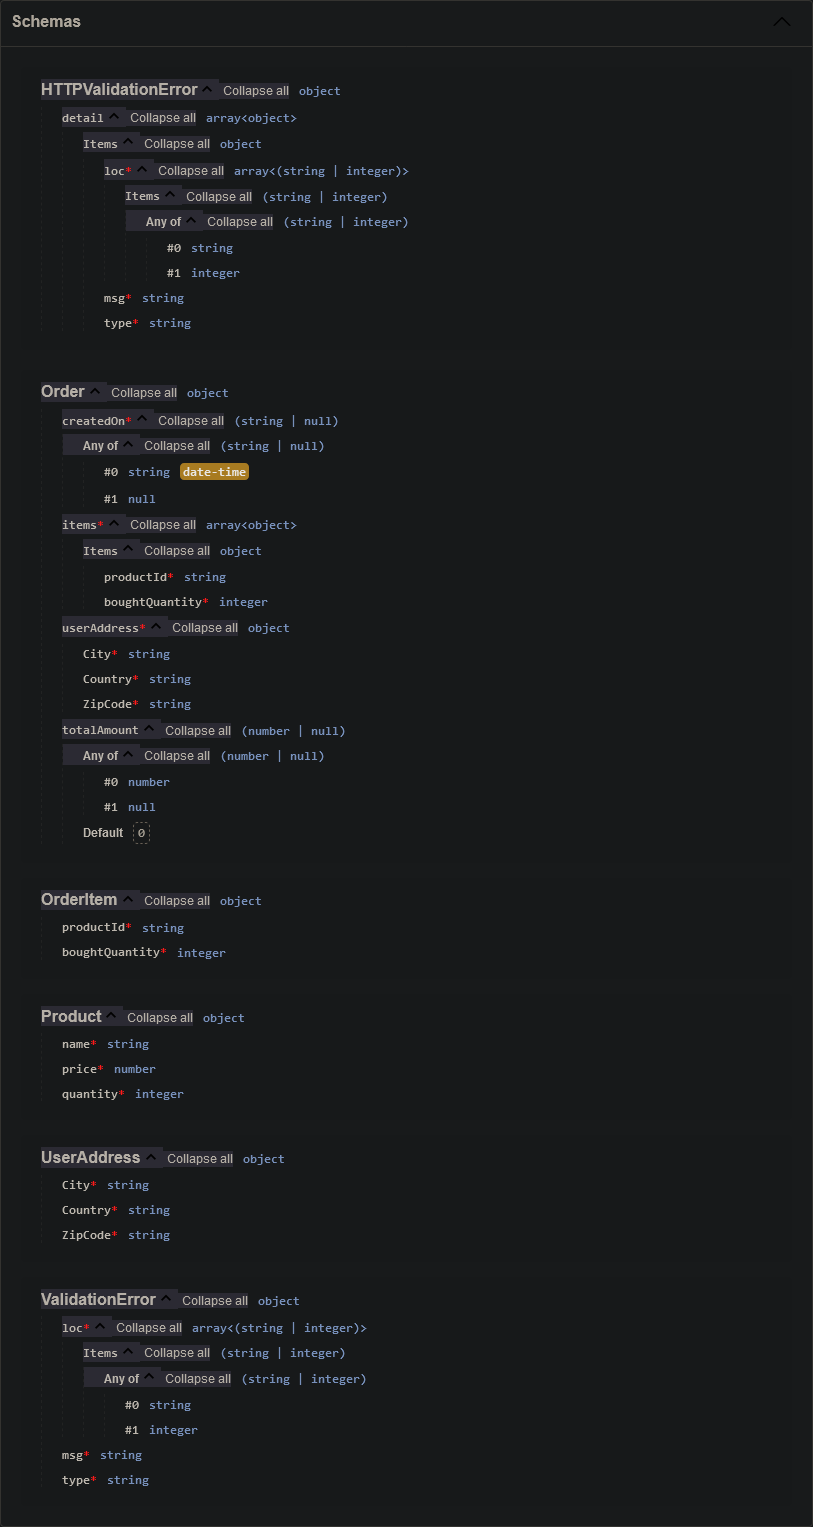 Schemas
HTTPValidationError Collapse all object
detail Collapse all array<object>
Items Collapse all object
loc* Collapse all array<(string | integer)>
Items Collapse all (string | integer)
Any of Collapse all (string | integer)
#0 string
#1 integer
msg* string
type* string
Order Collapse all object
createdOn* Collapse all (string | null)
Any of Collapse all (string | null)
#0 string date-time
#1 null
items* Collapse all array<object>
Items Collapse all object
productId* string
boughtQuantity* integer
userAddress* Collapse all object
City* string
Country* string
ZipCode* string
totalAmount Collapse all (number | null)
Any of Collapse all (number | null)
#0 number
#1 null
Default 0
OrderItem Collapse all object
productId* string
boughtQuantity* integer
Product Collapse all object
name* string
price* number
quantity* integer
UserAddress Collapse all object
City* string
Country* string
ZipCode* string
ValidationError Collapse all object
loc* Collapse all array<(string | integer)>
Items Collapse all (string | integer)
Any of Collapse all (string | integer)
#0 string
#1 integer
msg* string
type* string